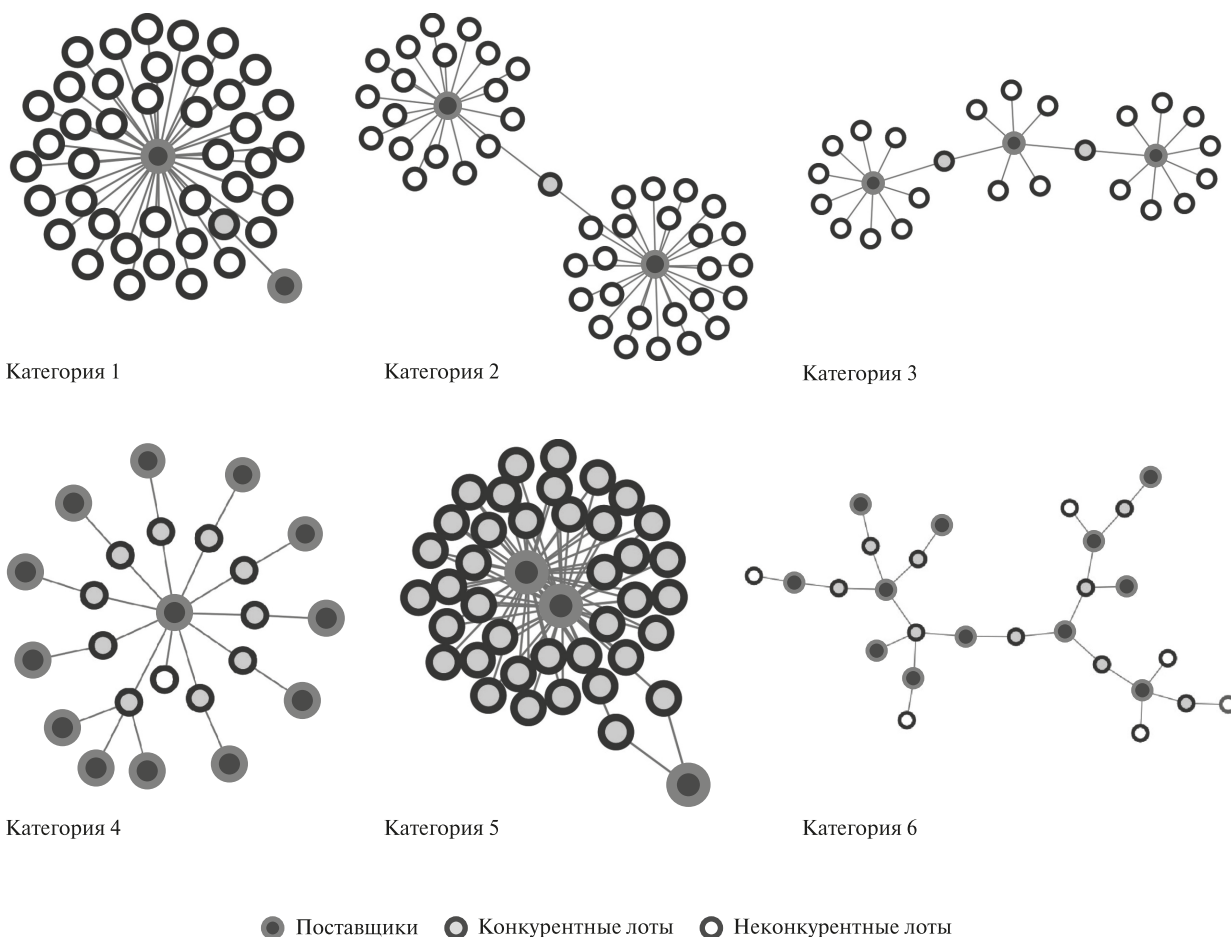 Категория 1
Категория 2
Категория 3
Категория 4
Категория 5
Категория 6
Поставщики
Конкурентные лоты
Неконкурентные лоты